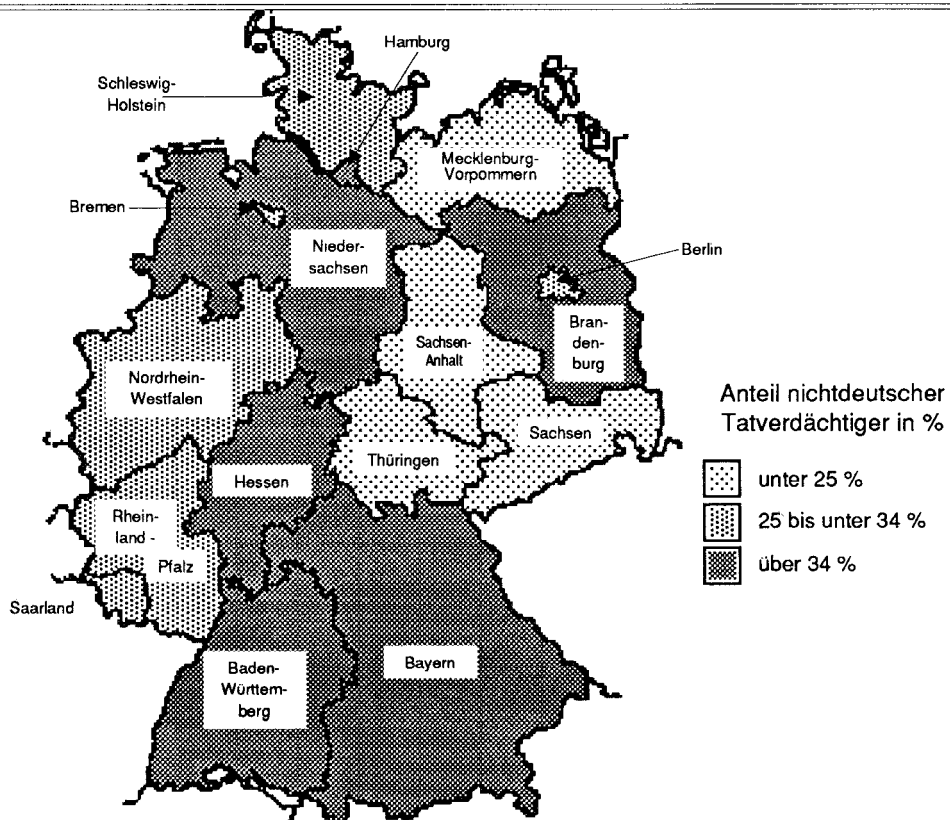 Hamburg
Schleswig-
Holstein
Mecklenburg-
Vorpommern
Bremen
Nieder-
sachsen
Berlin
Bran-
den-
burg
Sachsen-
Anhalt
Nordrhein-
Westfalen
Anteil nichtdeutscher
Tatverdächtiger in %
Sachsen
Thüringen
Hessen
unter 25 %
25 bis unter 34 %
über 34 %
Rhein-
land -
Pfalz
Saarland
Baden-
Württem-
berg
Bayern